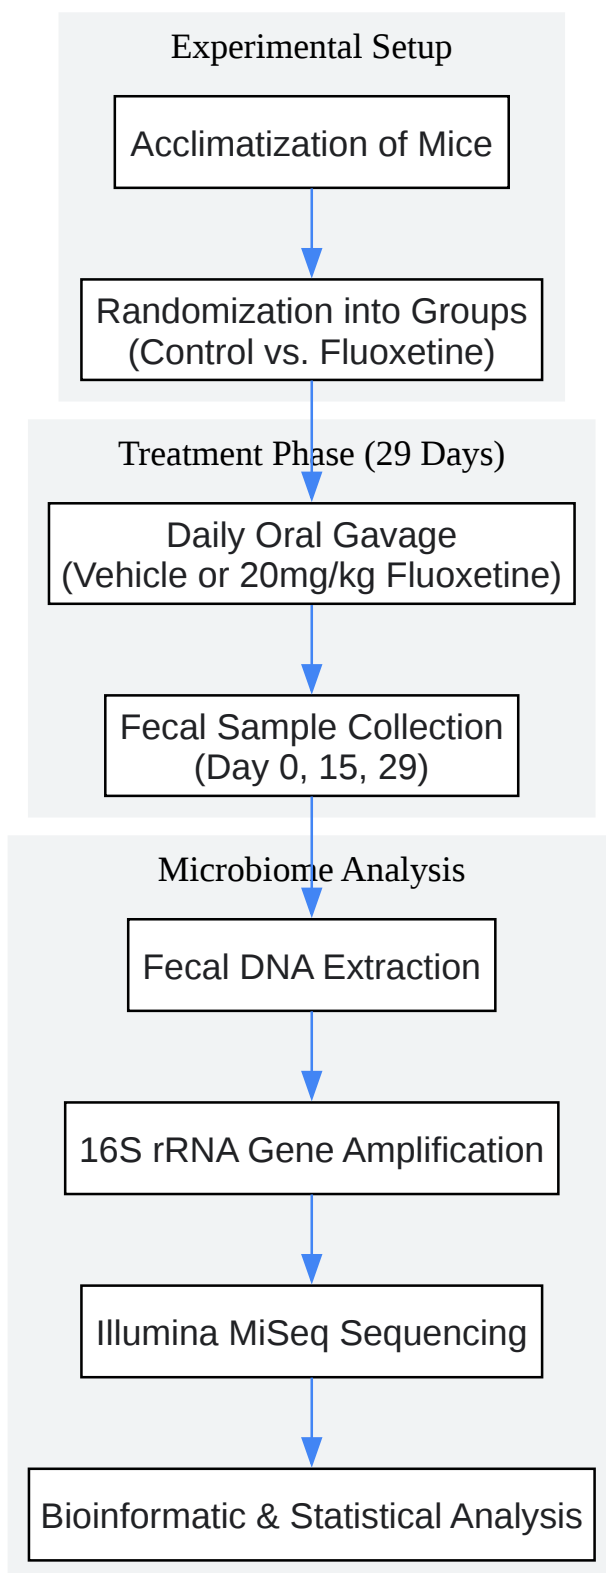 Experimental Setup
Acclimatization of Mice
Randomization into Groups
(Control vs. Fluoxetine)
Treatment Phase (29 Days)
Daily Oral Gavage
(Vehicle or 20mg/kg Fluoxetine)
Fecal Sample Collection
(Day 0, 15, 29)
Microbiome Analysis
Fecal DNA Extraction
16S rRNA Gene Amplification
Illumina MiSeq Sequencing
Bioinformatic & Statistical Analysis